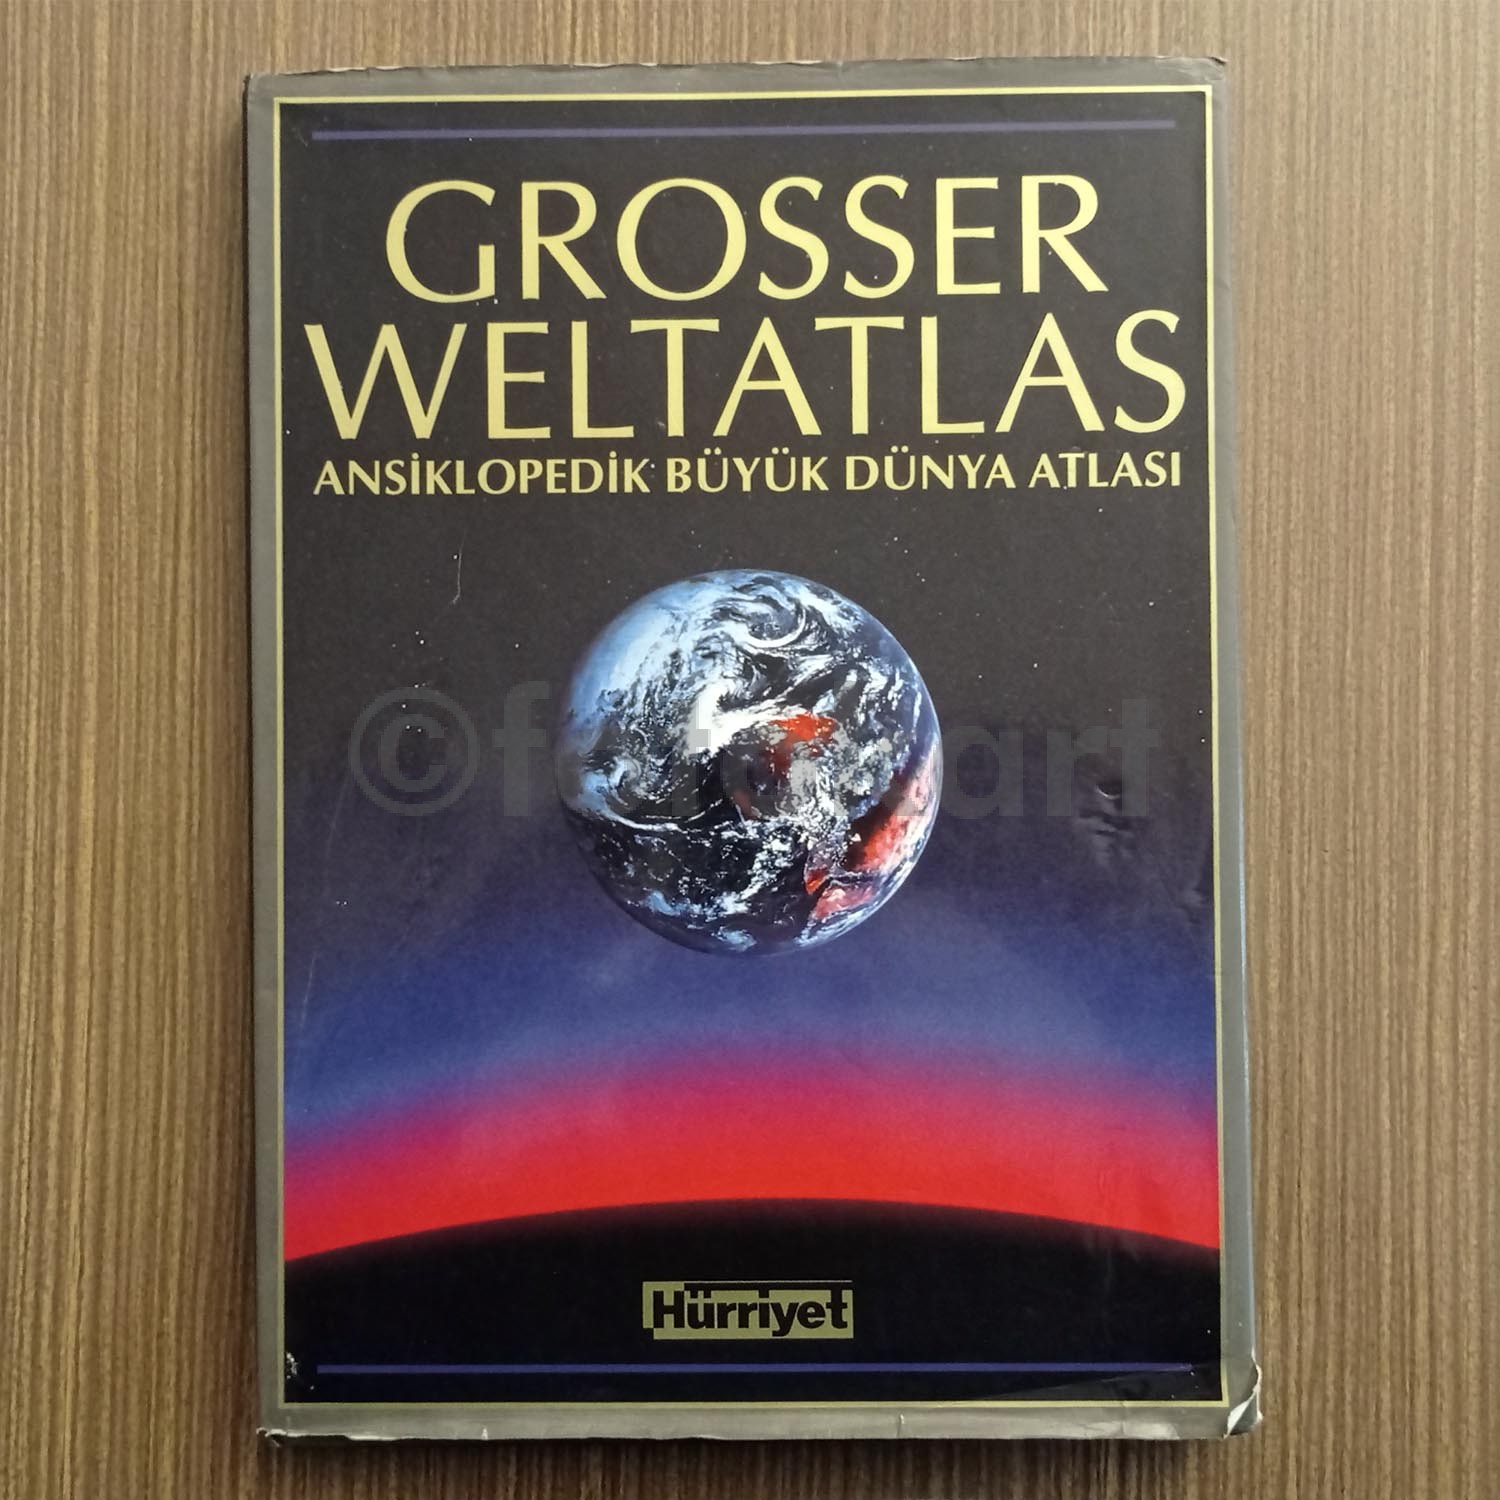 GROSSER
WELTATLAS
ANSİKLOPEDİK BÜYÜK DÜNYA ATLASI
Hürriyet